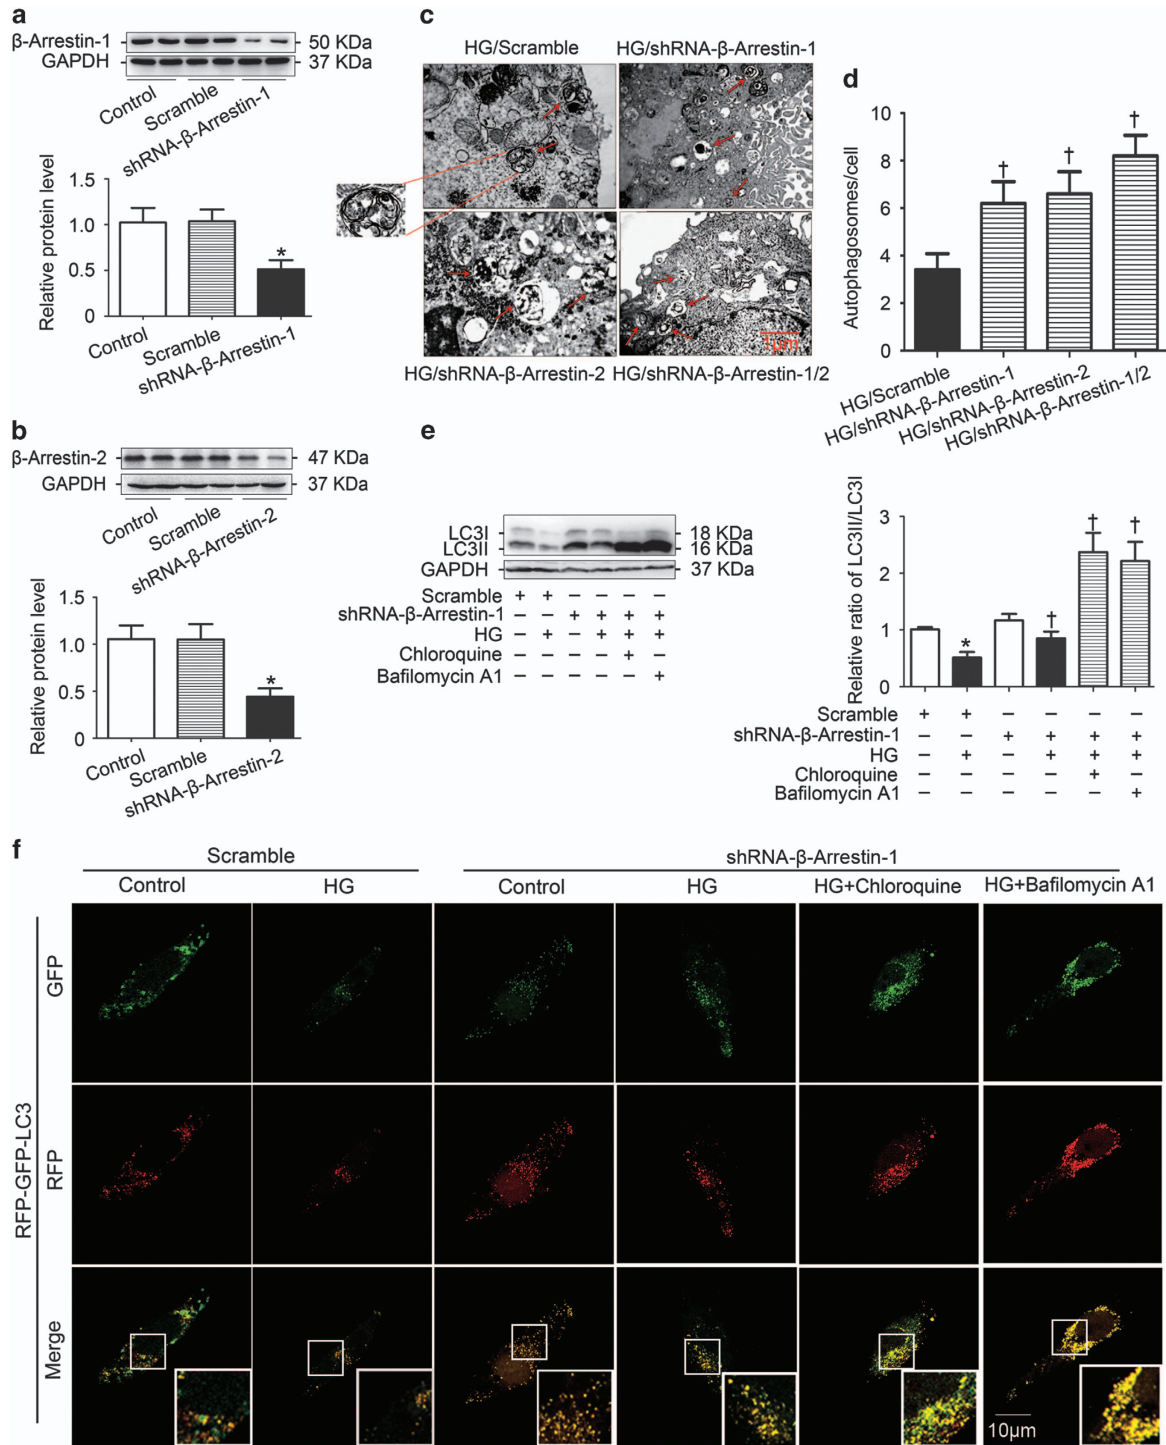 a
β-Arrestin-1
50 KDa
GAPDH
37 KDa
Control
Scramble
shRNA-β-Arrestin-1
Relative protein level
1.5
1.0
0.5
0
*
Control
Scramble
shRNA-β-Arrestin-1
b
β-Arrestin-2
47 KDa
GAPDH
37 KDa
Control
Scramble
shRNA-β-Arrestin-2
Relative protein level
1.5
1.0
0.5
0
*
Control
Scramble
shRNA-β-Arrestin-2
c
HG/Scramble
HG/shRNA-β-Arrestin-1
1μm
HG/shRNA-β-Arrestin-2
HG/shRNA-β-Arrestin-1/2
d
Autophagosomes/cell
10
8
6
4
2
0
† † †
HG/Scramble
HG/shRNA-β-Arrestin-1
HG/shRNA-β-Arrestin-2
HG/shRNA-β-Arrestin-1/2
e
LC3I
18 KDa
LC3II
16 KDa
GAPDH
37 KDa
Scramble + + – – – –
shRNA-β-Arrestin-1 – – + + + +
HG – + – + + +
Chloroquine – – – – + –
Bafilomycin A1 – – – – – +
Relative ratio of LC3II/LC3I
3
2
1
0
* † † †
Scramble + + – – – –
shRNA-β-Arrestin-1 – – + + + +
HG – + – + + +
Chloroquine – – – – + –
Bafilomycin A1 – – – – – +
f
Scramble
shRNA-β-Arrestin-1
Control
HG
Control
HG
HG+Chloroquine
HG+Bafilomycin A1
RFP-GFP-LC3
GFP
RFP
Merge
10μm